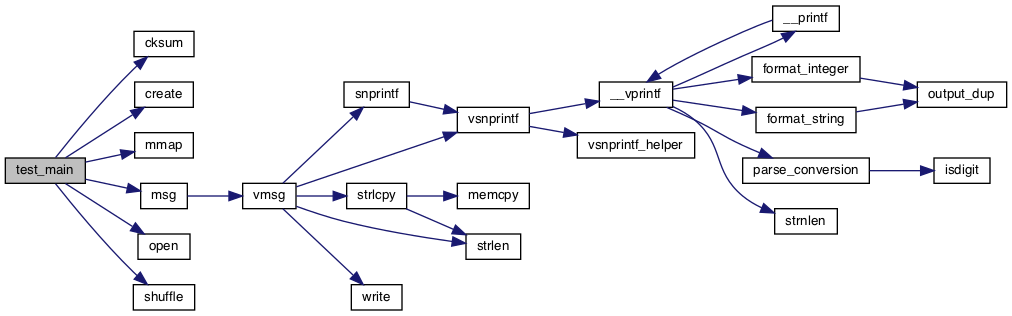 test_main
cksum
create
mmap
msg
open
shuffle
vmsg
snprintf
vsnprintf
strlcpy
memcpy
strlen
write
__vprintf
vsnprintf_helper
__printf
format_integer
format_string
output_dup
parse_conversion
isdigit
strnlen